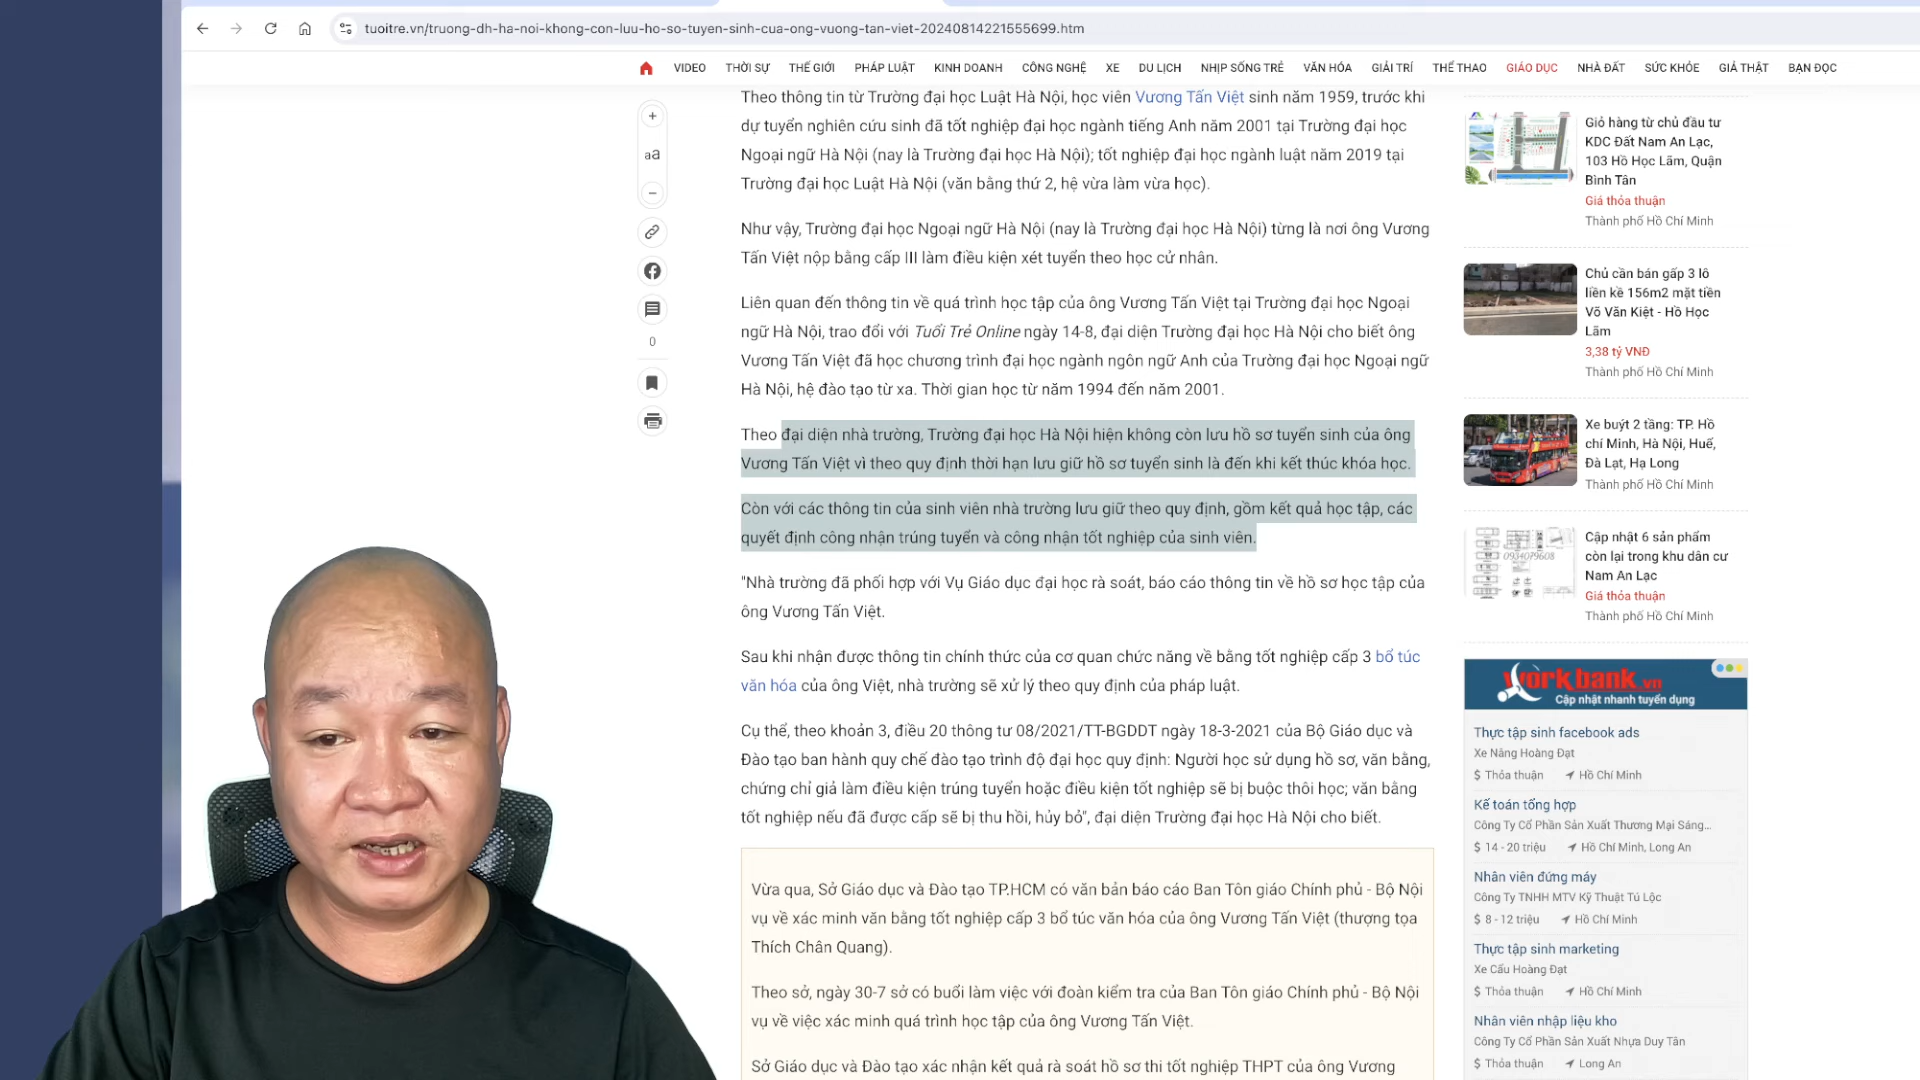 tuoitre.vn/truong-dh-ha-noi-khong-con-luu-ho-so-tuyen-sinh-cua-ong-vuong-tan-viet-20240814221555699.htm
VIDEO THỜI SỰ THẾ GIỚI PHÁP LUẬT KINH DOANH CÔNG NGHỆ XE DU LỊCH NHỊP SỐNG TRẺ VĂN HÓA GIẢI TRÍ THỂ THAO GIÁO DỤC NHÀ ĐẤT SỨC KHỎE GIẢ THẬT BẠN ĐỌC
+
aa
−
0
Theo thông tin từ Trường đại học Luật Hà Nội, học viên Vương Tấn Việt sinh năm 1959, trước khi
dự tuyển nghiên cứu sinh đã tốt nghiệp đại học ngành tiếng Anh năm 2001 tại Trường đại học
Ngoại ngữ Hà Nội (nay là Trường đại học Hà Nội); tốt nghiệp đại học ngành luật năm 2019 tại
Trường đại học Luật Hà Nội (văn bằng thứ 2, hệ vừa làm vừa học).
Như vậy, Trường đại học Ngoại ngữ Hà Nội (nay là Trường đại học Hà Nội) từng là nơi ông Vương
Tấn Việt nộp bằng cấp III làm điều kiện xét tuyển theo học cử nhân.
Liên quan đến thông tin về quá trình học tập của ông Vương Tấn Việt tại Trường đại học Ngoại
ngữ Hà Nội, trao đổi với Tuổi Trẻ Online ngày 14-8, đại diện Trường đại học Hà Nội cho biết ông
Vương Tấn Việt đã học chương trình đại học ngành ngôn ngữ Anh của Trường đại học Ngoại ngữ
Hà Nội, hệ đào tạo từ xa. Thời gian học từ năm 1994 đến năm 2001.
Theo đại diện nhà trường, Trường đại học Hà Nội hiện không còn lưu hồ sơ tuyển sinh của ông
Vương Tấn Việt vì theo quy định thời hạn lưu giữ hồ sơ tuyển sinh là đến khi kết thúc khóa học.
Còn với các thông tin của sinh viên nhà trường lưu giữ theo quy định, gồm kết quả học tập, các
quyết định công nhận trúng tuyển và công nhận tốt nghiệp của sinh viên.
"Nhà trường đã phối hợp với Vụ Giáo dục đại học rà soát, báo cáo thông tin về hồ sơ học tập của
ông Vương Tấn Việt.
Sau khi nhận được thông tin chính thức của cơ quan chức năng về bằng tốt nghiệp cấp 3 bổ túc
văn hóa của ông Việt, nhà trường sẽ xử lý theo quy định của pháp luật.
Cụ thể, theo khoản 3, điều 20 thông tư 08/2021/TT-BGDDT ngày 18-3-2021 của Bộ Giáo dục và
Đào tạo ban hành quy chế đào tạo trình độ đại học quy định: Người học sử dụng hồ sơ, văn bằng,
chứng chỉ giả làm điều kiện trúng tuyển hoặc điều kiện tốt nghiệp sẽ bị buộc thôi học; văn bằng
tốt nghiệp nếu đã được cấp sẽ bị thu hồi, hủy bỏ", đại diện Trường đại học Hà Nội cho biết.
Vừa qua, Sở Giáo dục và Đào tạo TP.HCM có văn bản báo cáo Ban Tôn giáo Chính phủ - Bộ Nội
vụ về xác minh văn bằng tốt nghiệp cấp 3 bổ túc văn hóa của ông Vương Tấn Việt (thượng tọa
Thích Chân Quang).
Theo sở, ngày 30-7 sở có buổi làm việc với đoàn kiểm tra của Ban Tôn giáo Chính phủ - Bộ Nội
vụ về việc xác minh quá trình học tập của ông Vương Tấn Việt.
Sở Giáo dục và Đào tạo xác nhận kết quả rà soát hồ sơ thi tốt nghiệp THPT của ông Vương
Giỏ hàng từ chủ đầu tư
KDC Đất Nam An Lạc,
103 Hồ Học Lãm, Quận
Bình Tân
Giá thỏa thuận
Thành phố Hồ Chí Minh
Chủ cần bán gấp 3 lô
liền kề 156m2 mặt tiền
Võ Văn Kiệt - Hồ Học
Lãm
3,38 tỷ VNĐ
Thành phố Hồ Chí Minh
Xe buýt 2 tầng: TP. Hồ
chí Minh, Hà Nội, Huế,
Đà Lạt, Hạ Long
Thành phố Hồ Chí Minh
0934079608
Cập nhật 6 sản phẩm
còn lại trong khu dân cư
Nam An Lạc
Giá thỏa thuận
Thành phố Hồ Chí Minh
workbank.vn
Cập nhật nhanh tuyển dụng
Thực tập sinh facebook ads
Xe Nâng Hoàng Đạt
$ Thỏa thuận Hồ Chí Minh
Kế toán tổng hợp
Công Ty Cổ Phần Sản Xuất Thương Mại Sáng...
$ 14 - 20 triệu Hồ Chí Minh, Long An
Nhân viên đứng máy
Công Ty TNHH MTV Kỹ Thuật Tú Lộc
$ 8 - 12 triệu Hồ Chí Minh
Thực tập sinh marketing
Xe Cẩu Hoàng Đạt
$ Thỏa thuận Hồ Chí Minh
Nhân viên nhập liệu kho
Công Ty Cổ Phần Sản Xuất Nhựa Duy Tân
$ Thỏa thuận Long An